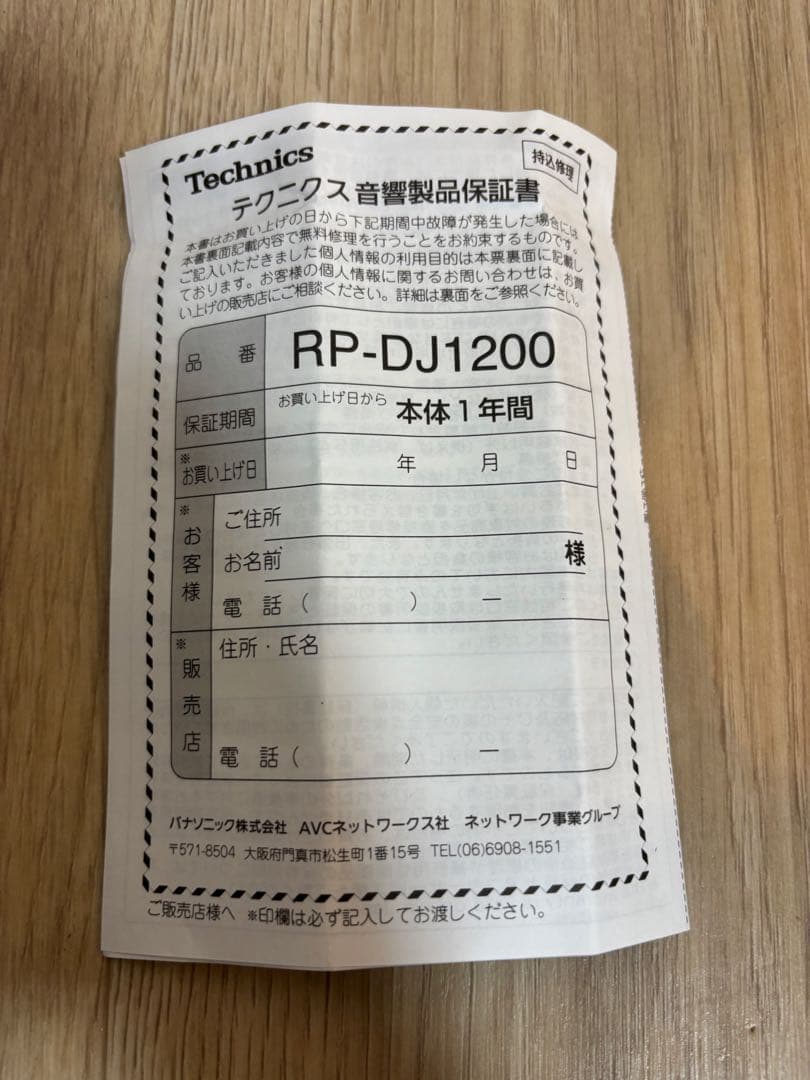 Technics
持込修理
テクニクス音響製品保証書
本書はお買い上げの日から下記期間中故障が発生した場合には
本書裏面記載内容で無料修理を行うことをお約束するものです。
ご記入いただきました個人情報の利用目的は本票裏面に記載し
ております。お客様の個人情報に関するお問い合わせは、お買
い上げの販売店にご相談ください。詳細は裏面をご参照ください。
品番 RP-DJ1200
保証期間 お買い上げ日から 本体1年間
※お買い上げ日 年 月 日
※お客様
ご住所
お名前 様
電話( ) ー
※販売店
住所・氏名
電話( ) ー
パナソニック株式会社 AVCネットワークス社 ネットワーク事業グループ
〒571-8504 大阪府門真市松生町1番15号 TEL(06)6908-1551
ご販売店様へ ※印欄は必ず記入してお渡しください。